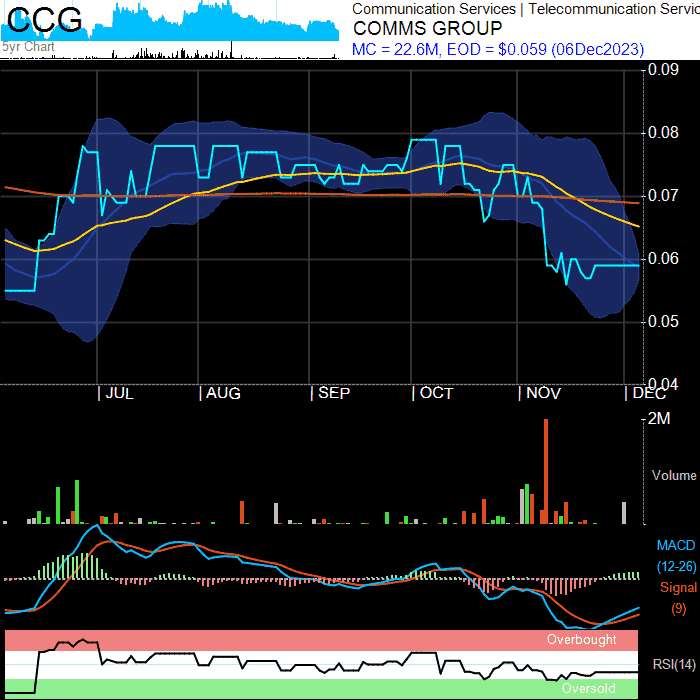 CCG
5yr Chart
Communication Services | Telecommunication Servic
COMMS GROUP
MC = 22.6M, EOD = $0.059 (06Dec2023)
0.09
0.08
0.07
0.06
0.05
0.04
| JUL
| AUG
| SEP
| OCT
| NOV
| DEC
2M
Volume
MACD
(12-26)
Signal
(9)
Overbought
RSI(14)
Oversold